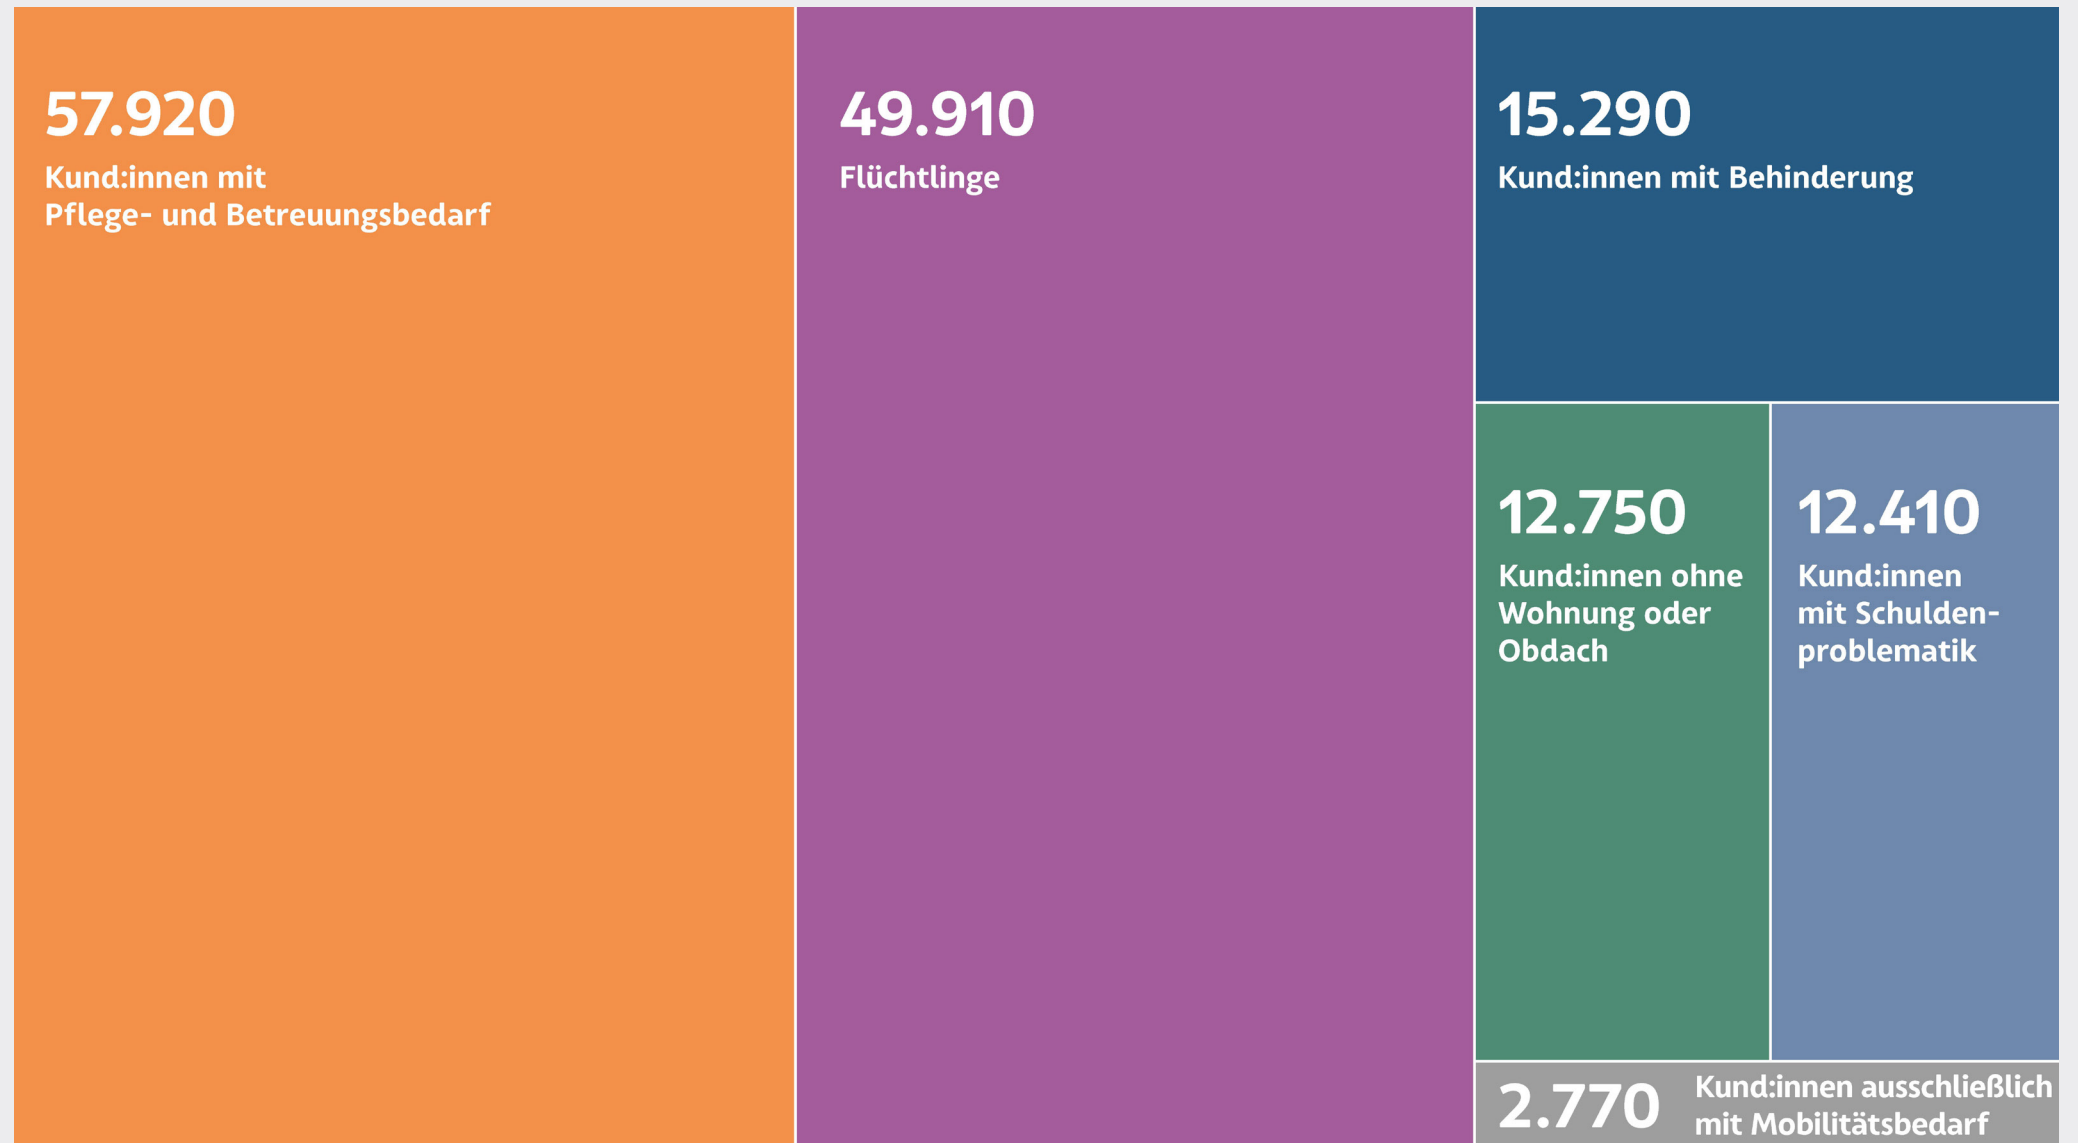 57.920
Kund:innen mit
Pflege- und Betreuungsbedarf
49.910
Flüchtlinge
15.290
Kund:innen mit Behinderung
12.750
Kund:innen ohne
Wohnung oder
Obdach
12.410
Kund:innen
mit Schulden-
problematik
2.770
Kund:innen ausschließlich
mit Mobilitätsbedarf